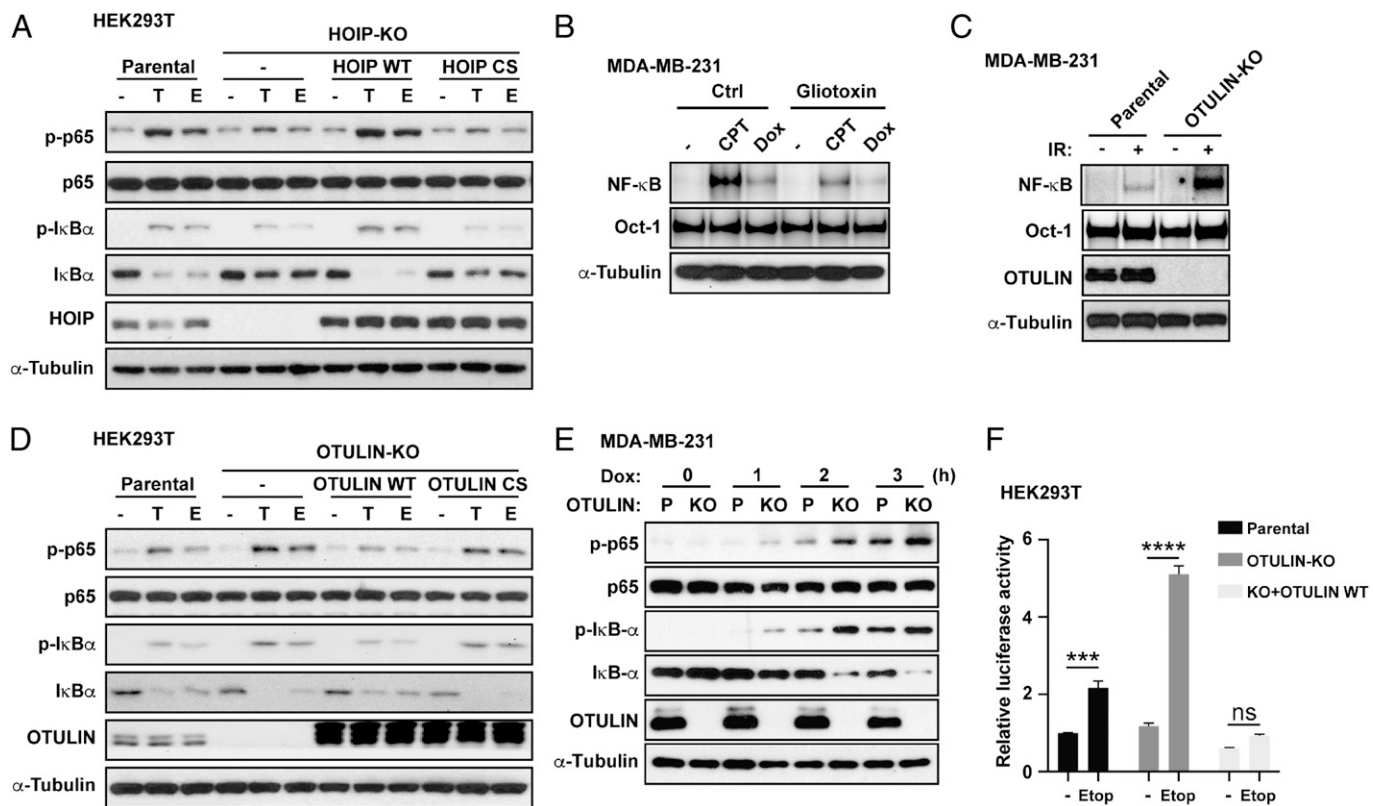 A
HEK293T
HOIP-KO
Parental - HOIP WT HOIP CS
- T E - T E - T E - T E
p-p65
p65
p-IκBα
IκBα
HOIP
α-Tubulin
B
MDA-MB-231
Ctrl Gliotoxin
- CPT Dox - CPT Dox
NF-κB
Oct-1
α-Tubulin
C
MDA-MB-231
Parental OTULIN-KO
IR: - + - +
NF-κB
Oct-1
OTULIN
α-Tubulin
D
HEK293T
OTULIN-KO
Parental - OTULIN WT OTULIN CS
- T E - T E - T E - T E
p-p65
p65
p-IκBα
IκBα
OTULIN
α-Tubulin
E
MDA-MB-231
Dox: 0 1 2 3 (h)
OTULIN: P KO P KO P KO P KO
p-p65
p65
p-IκB-α
IκB-α
OTULIN
α-Tubulin
F
HEK293T
Parental
OTULIN-KO
KO+OTULIN WT
Relative luciferase activity
6
4
2
0
***
****
ns
- Etop - Etop - Etop